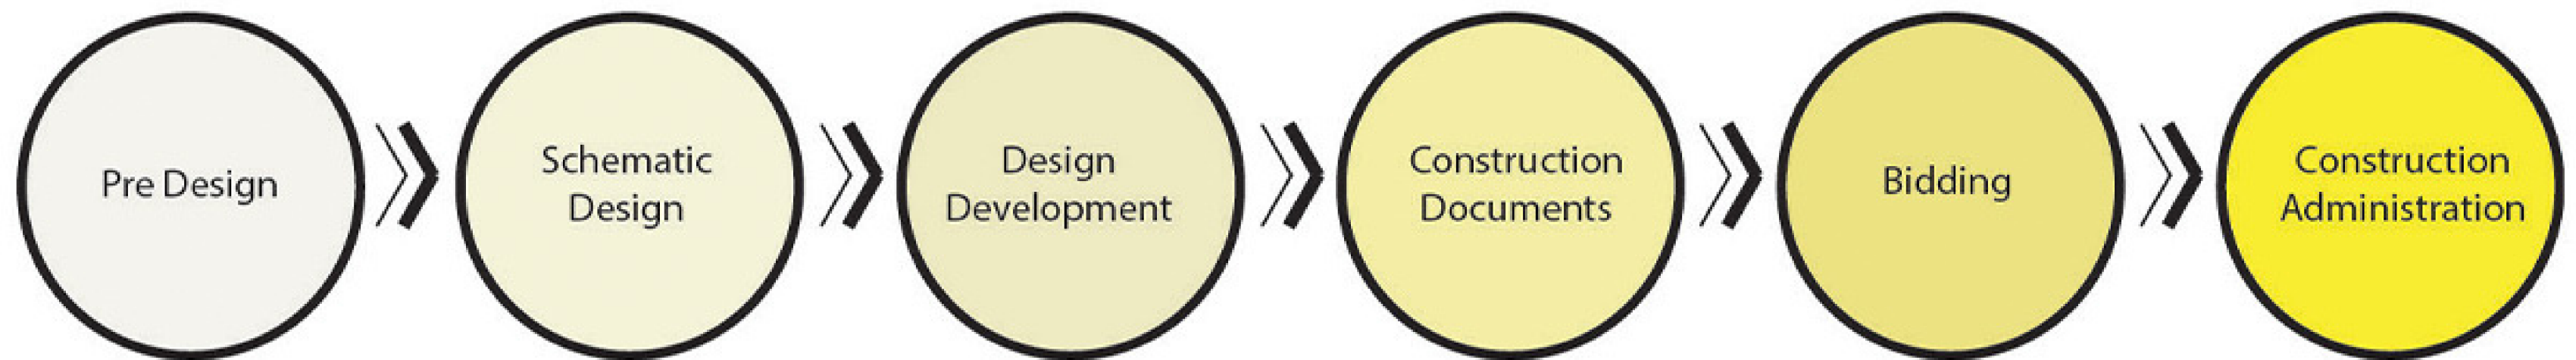 Pre Design
Schematic
Design
Design
Development
Construction
Documents
Bidding
Construction
Administration